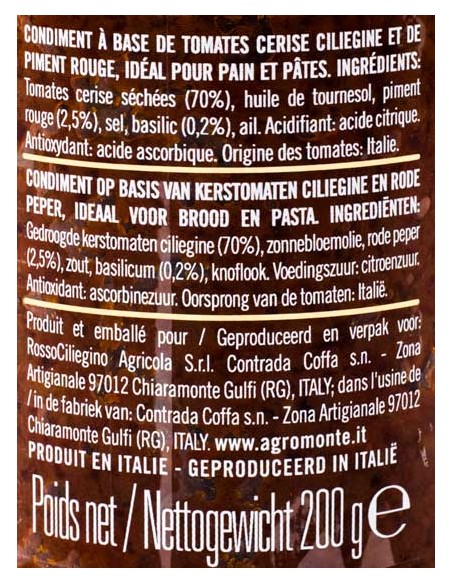 CONDIMENT À BASE DE TOMATES CERISE CILIEGINE ET DE
PIMENT ROUGE, IDÉAL POUR PAIN ET PÂTES. INGRÉDIENTS:
Tomates cerise séchées (70%), huile de tournesol, piment
rouge (2,5%), sel, basilic (0,2%), ail. Acidifiant: acide citrique.
Antioxydant: acide ascorbique. Origine des tomates: Italie.
CONDIMENT OP BASIS VAN KERSTOMATEN CILIEGINE EN RODE
PEPER, IDEAAL VOOR BROOD EN PASTA. INGREDIËNTEN:
Gedroogde kerstomaten ciliegine (70%), zonnebloemolie, rode peper
(2,5%), zout, basilicum (0,2%), knoflook. Voedingszuur: citroenzuur.
Antioxidant: ascorbinezuur. Oorsprong van de tomaten: Italië.
Produit et emballé pour / Geproduceerd en verpak voor:
RossoCiliegino Agricola S.r.l. Contrada Coffa s.n. - Zona
Artigianale 97012 Chiaramonte Gulfi (RG), ITALY; dans l'usine de
/ in de fabriek van: Contrada Coffa s.n. - Zona Artigianale 97012
Chiaramonte Gulfi (RG), ITALY. www.agromonte.it
PRODUIT EN ITALIE - GEPRODUCEERD IN ITALIË
Poids net / Nettogewicht 200 g ℮